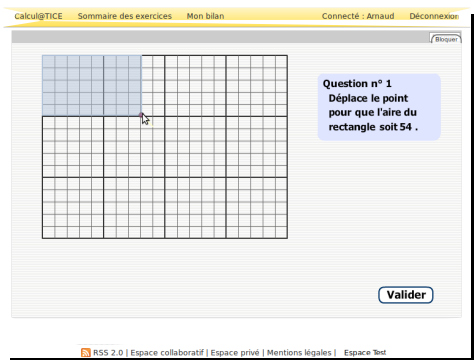 Calcul@TICE Sommaire des exercices Mon bilan Connecté : Arnaud Déconnexion
Bloquer
Question n° 1
Déplace le point
pour que l'aire du
rectangle soit 54 .
Valider
RSS 2.0 | Espace collaboratif | Espace privé | Mentions légales | Espace Test